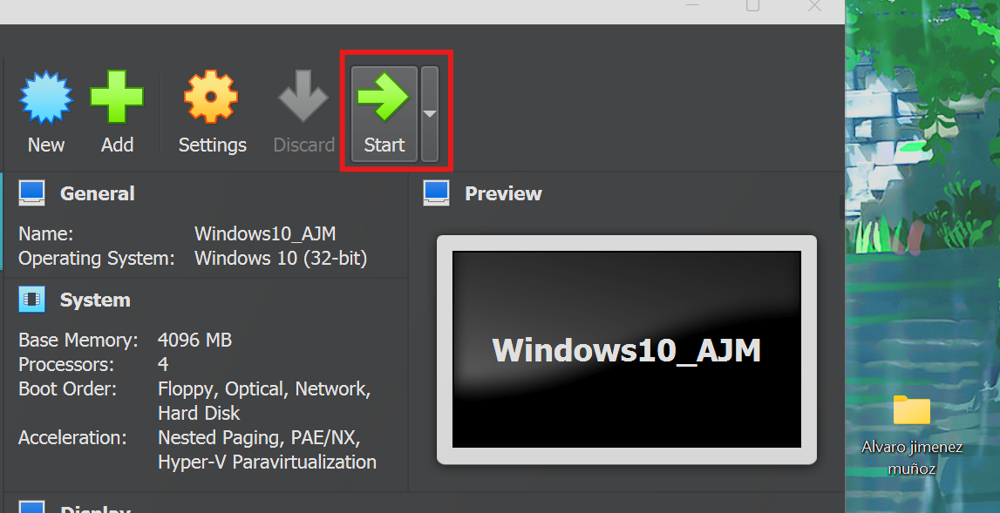 New
Add
Settings
Discard
Start
General
Name: Windows10_AJM
Operating System: Windows 10 (32-bit)
System
Base Memory: 4096 MB
Processors: 4
Boot Order: Floppy, Optical, Network,
Hard Disk
Acceleration: Nested Paging, PAE/NX,
Hyper-V Paravirtualization
Display
Preview
Windows10_AJM
Alvaro jimenez
muñoz